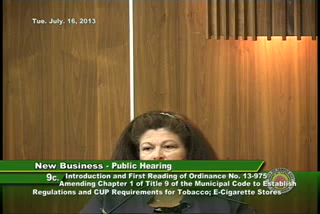 Tue. July. 16, 2013
New Business - Public Hearing
9c. Introduction and First Reading of Ordinance No. 13-975
Amending Chapter 1 of Title 9 of the Municipal Code to Establish
Regulations and CUP Requirements for Tobacco; E-Cigarette Stores